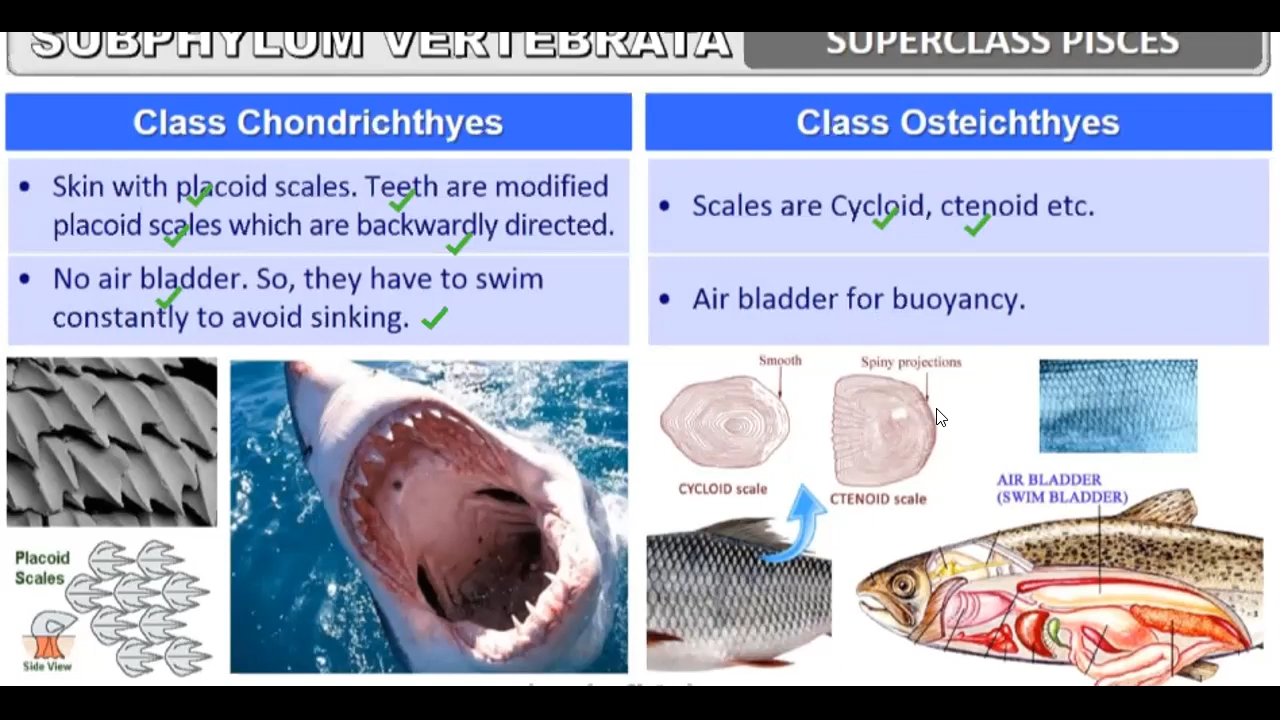 SUBPHYLUM VERTEBRATA
SUPERCLASS PISCES
Class Chondrichthyes
• Skin with placoid scales. Teeth are modified
placoid scales which are backwardly directed.
• No air bladder. So, they have to swim
constantly to avoid sinking.
Placoid
Scales
Side View
Class Osteichthyes
• Scales are Cycloid, ctenoid etc.
• Air bladder for buoyancy.
Smooth
Spiny projections
CYCLOID scale
CTENOID scale
AIR BLADDER
(SWIM BLADDER)